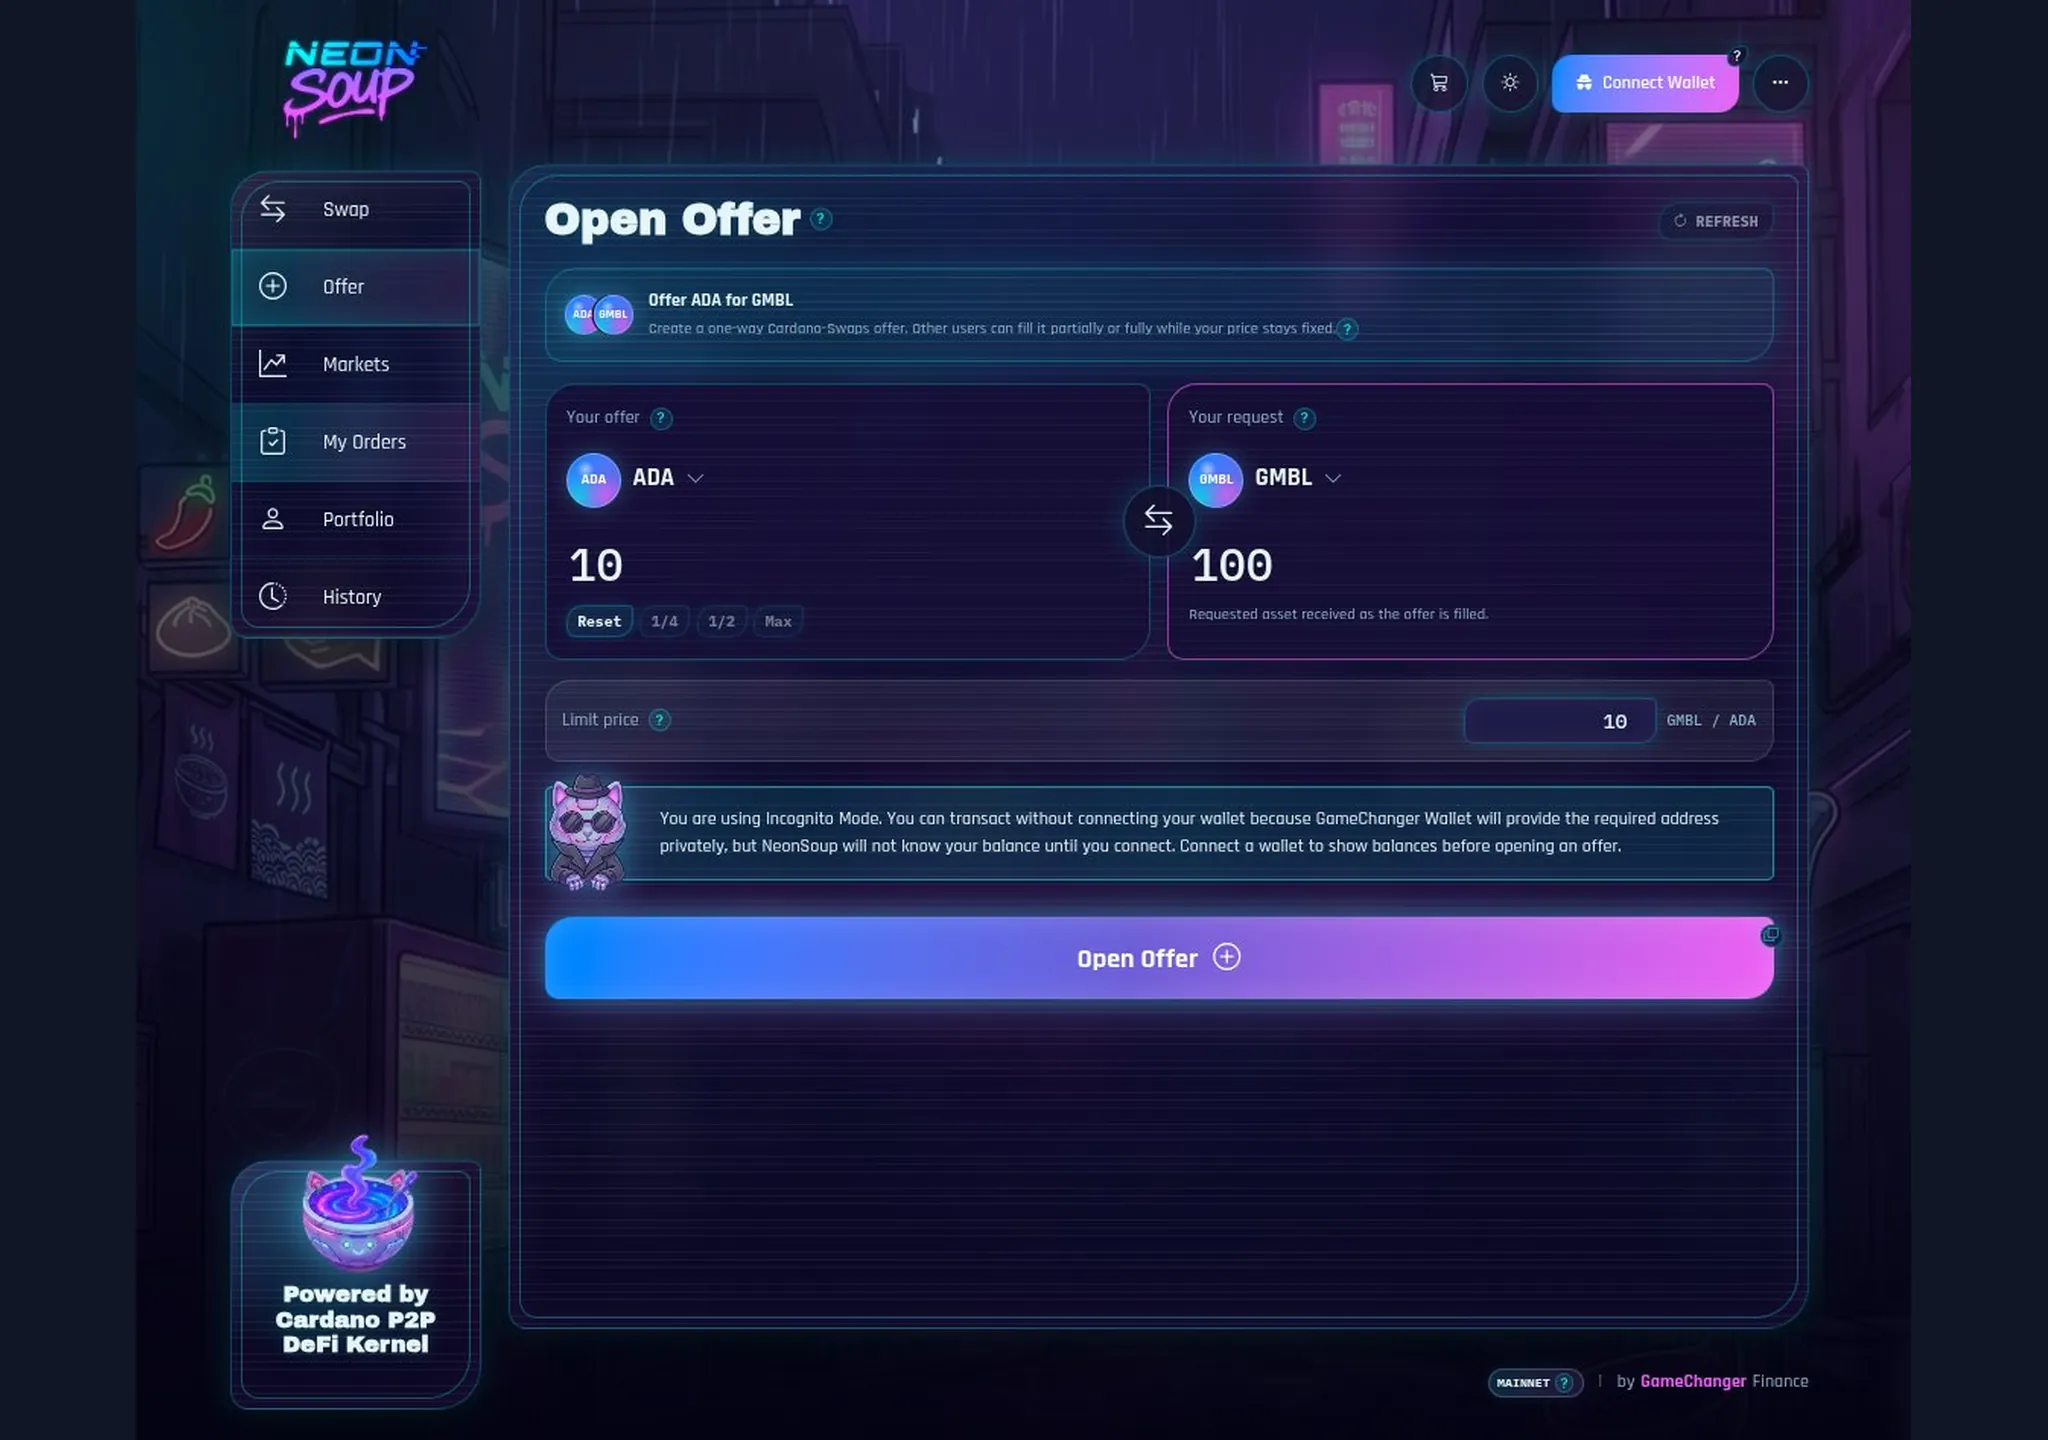 NEON
SOUP
?
Connect Wallet
Swap
Offer
Markets
My Orders
Portfolio
History
Open Offer ?
REFRESH
ADA GMBL
Offer ADA for GMBL
Create a one-way Cardano-Swaps offer. Other users can fill it partially or fully while your price stays fixed. ?
Your offer ?
ADA ADA
10
Reset 1/4 1/2 Max
Your request ?
GMBL GMBL
100
Requested asset received as the offer is filled.
Limit price ?
10 GMBL / ADA
You are using Incognito Mode. You can transact without connecting your wallet because GameChanger Wallet will provide the required address
privately, but NeonSoup will not know your balance until you connect. Connect a wallet to show balances before opening an offer.
Open Offer
Powered by
Cardano P2P
DeFi Kernel
MAINNET ? | by GameChanger Finance